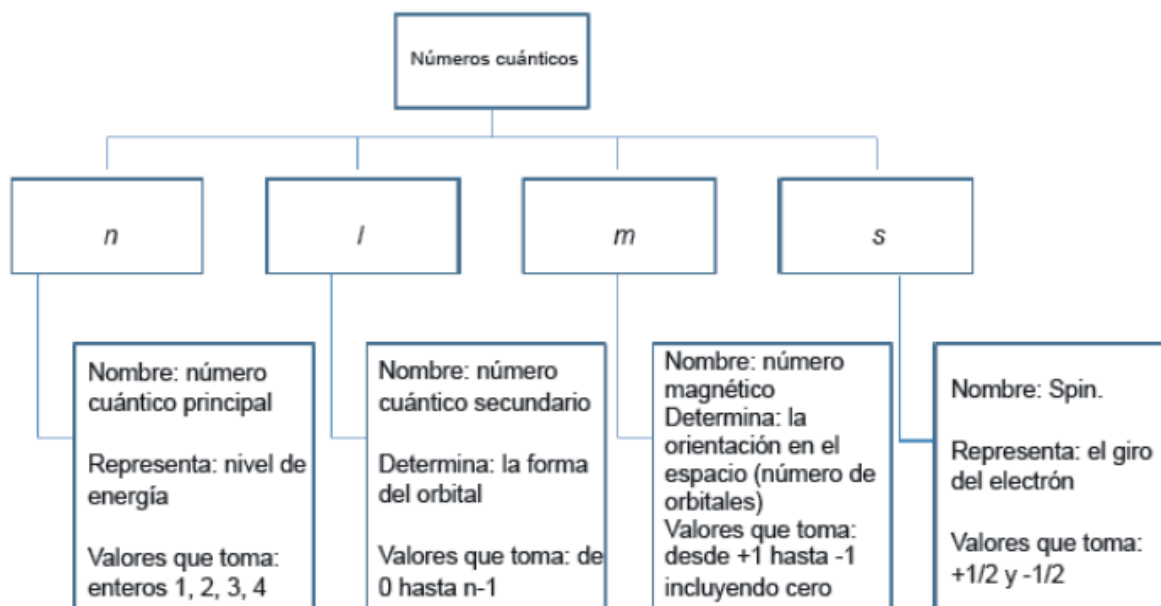 Números cuánticos
n
l
m
s
Nombre: número
cuántico principal
Representa: nivel de
energía
Valores que toma:
enteros 1, 2, 3, 4
Nombre: número
cuántico secundario
Determina: la forma
del orbital
Valores que toma: de
0 hasta n-1
Nombre: número
magnético
Determina: la
orientación en el
espacio (número de
orbitales)
Valores que toma:
desde +1 hasta -1
incluyendo cero
Nombre: Spin.
Representa: el giro
del electrón
Valores que toma:
+1/2 y -1/2